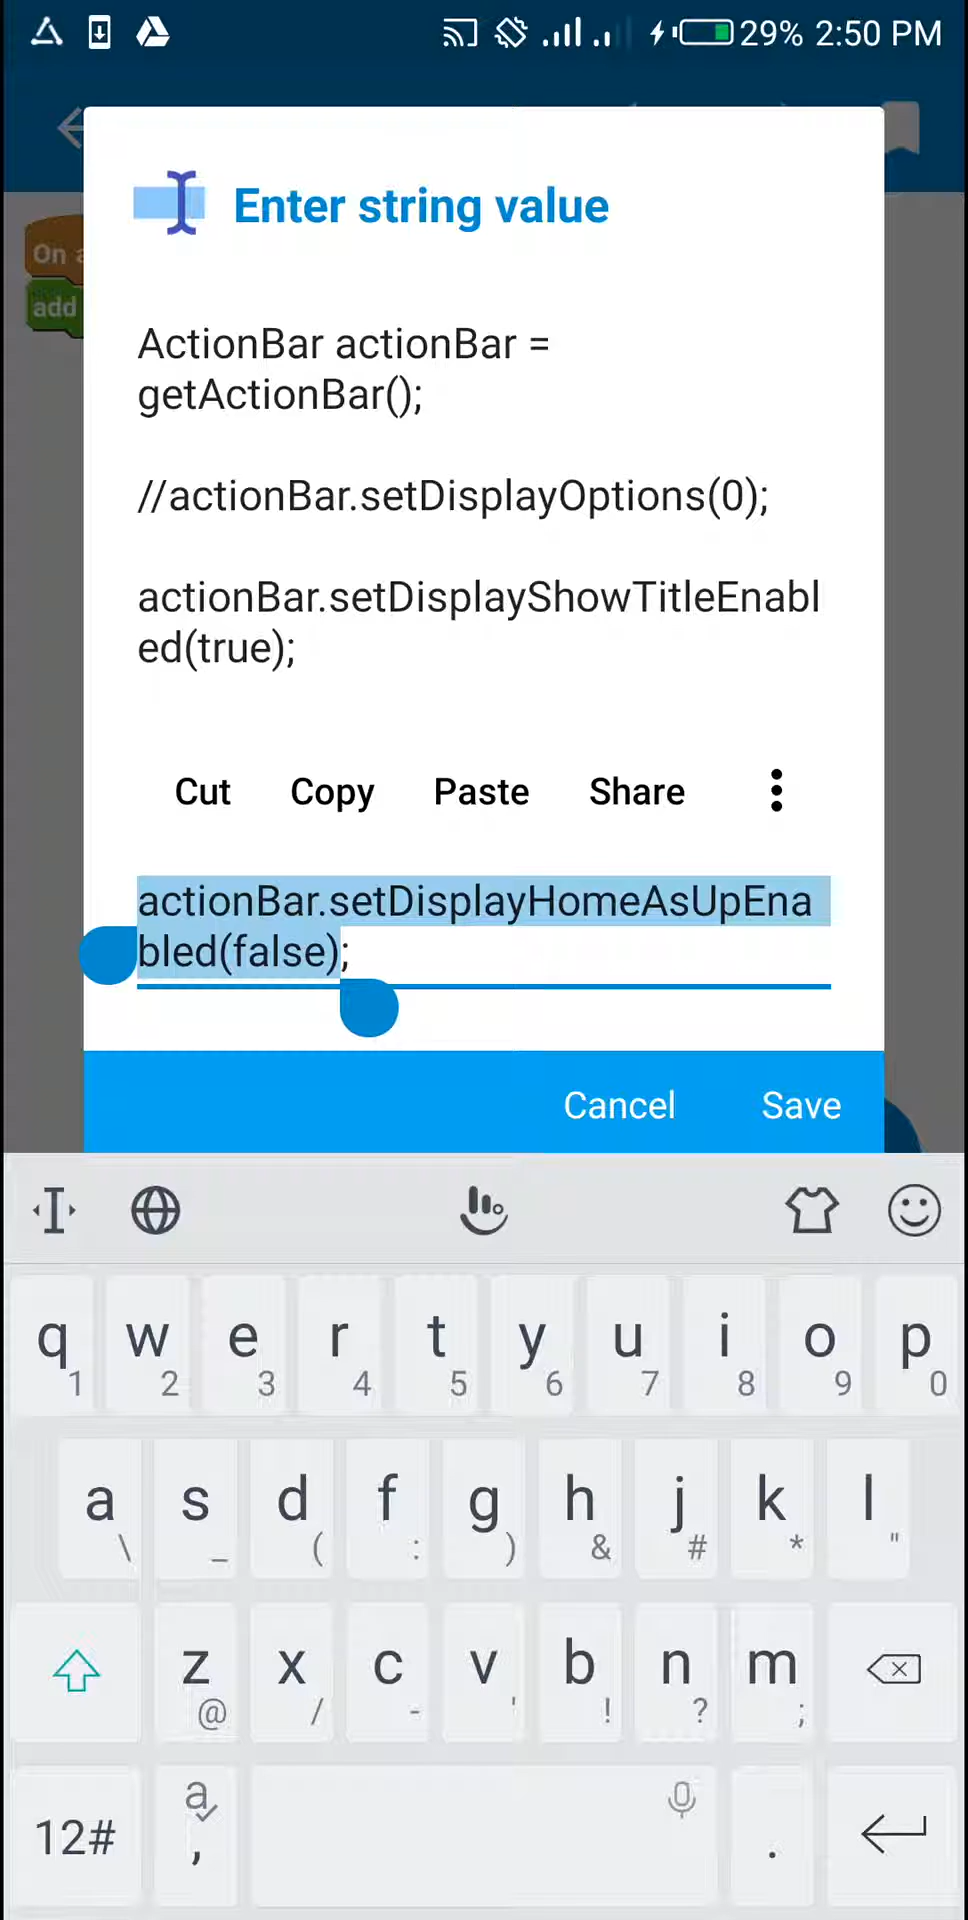 29% 2:50 PM
Enter string value
On a
add
ActionBar actionBar =
getActionBar();
//actionBar.setDisplayOptions(0);
actionBar.setDisplayShowTitleEnabl
ed(true);
Cut Copy Paste Share
actionBar.setDisplayHomeAsUpEna
bled(false);
Cancel Save
q w e r t y u i o p
1 2 3 4 5 6 7 8 9 0
a s d f g h j k l
\ _ ( : ) & # * "
z x c v b n m
@ / - ' ! ? ;
12# a , .